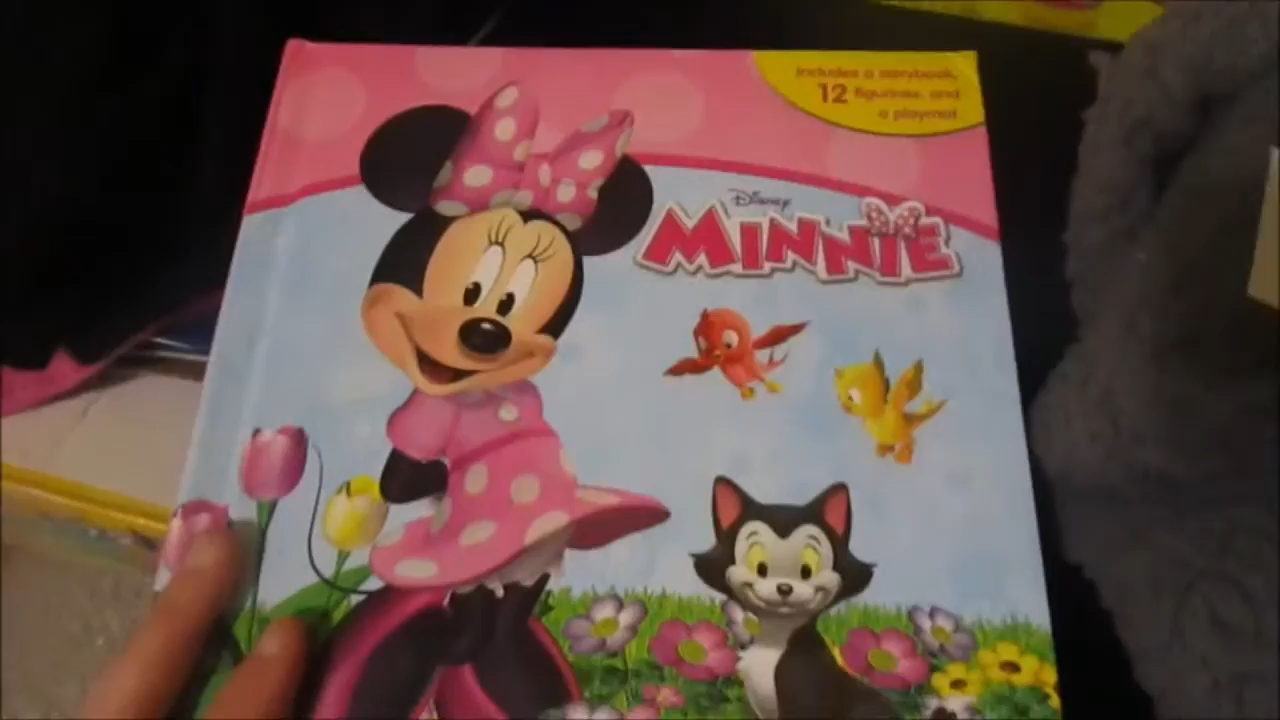 includes a storybook,
12 figurines, and
a playmat
Disney
MINNIE